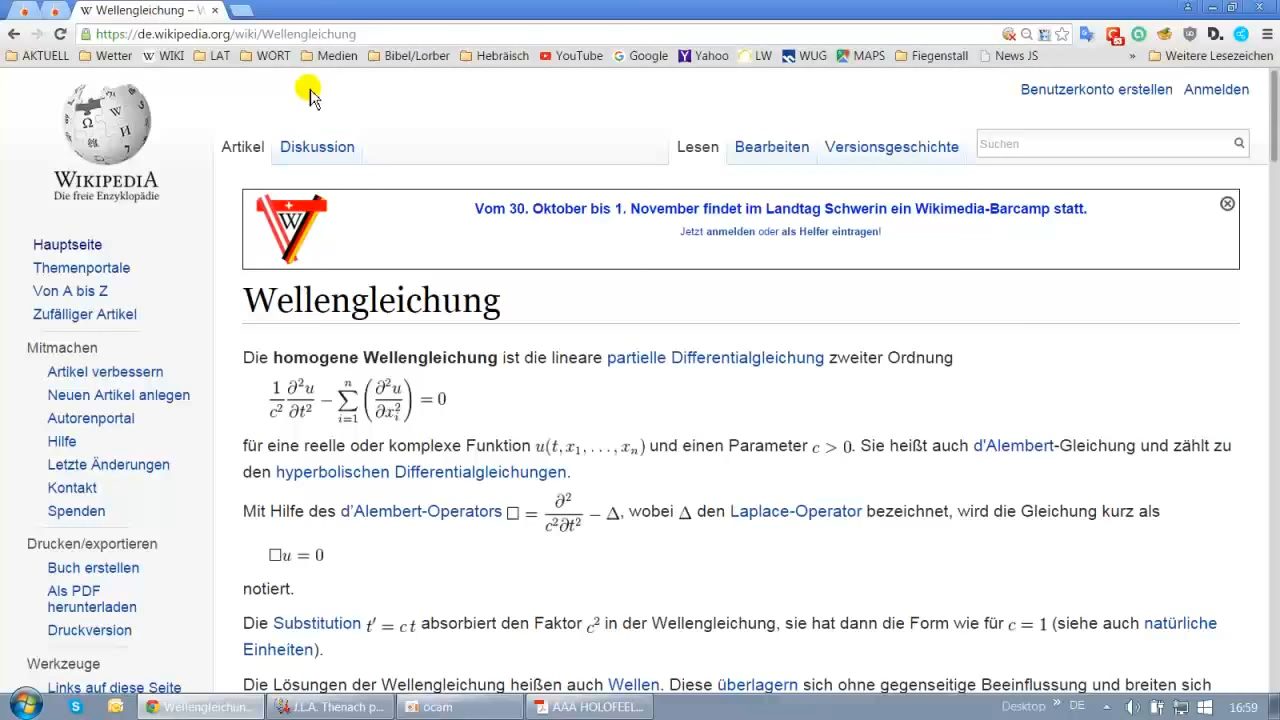 Wellengleichung – W
https://de.wikipedia.org/wiki/Wellengleichung
AKTUELL Wetter WIKI LAT WORT Medien Bibel/Lorber Hebräisch YouTube Google Yahoo LW WUG MAPS Fiegenstall News JS » Weitere Lesezeichen
Benutzerkonto erstellen Anmelden
Artikel Diskussion Lesen Bearbeiten Versionsgeschichte Suchen
WIKIPEDIA
Die freie Enzyklopädie
Vom 30. Oktober bis 1. November findet im Landtag Schwerin ein Wikimedia-Barcamp statt.
Jetzt anmelden oder als Helfer eintragen!
Hauptseite
Themenportale
Von A bis Z
Zufälliger Artikel
Mitmachen
Artikel verbessern
Neuen Artikel anlegen
Autorenportal
Hilfe
Letzte Änderungen
Kontakt
Spenden
Drucken/exportieren
Buch erstellen
Als PDF
herunterladen
Druckversion
Werkzeuge
Links auf diese Seite
Wellengleichung
Die homogene Wellengleichung ist die lineare partielle Differentialgleichung zweiter Ordnung
1/c² ∂²u/∂t² − ∑ⁿᵢ₌₁ (∂²u/∂xᵢ²) = 0
für eine reelle oder komplexe Funktion u(t, x₁, . . . , xₙ) und einen Parameter c > 0. Sie heißt auch d'Alembert-Gleichung und zählt zu
den hyperbolischen Differentialgleichungen.
Mit Hilfe des d'Alembert-Operators □ = ∂²/c²∂t² − Δ, wobei Δ den Laplace-Operator bezeichnet, wird die Gleichung kurz als
□u = 0
notiert.
Die Substitution t′ = c t absorbiert den Faktor c² in der Wellengleichung, sie hat dann die Form wie für c = 1 (siehe auch natürliche
Einheiten).
Die Lösungen der Wellengleichung heißen auch Wellen. Diese überlagern sich ohne gegenseitige Beeinflussung und breiten sich
Wellengleichun... J.L.A. Thenach p... ocam AAA HOLOFEEL... Desktop » DE 16:59